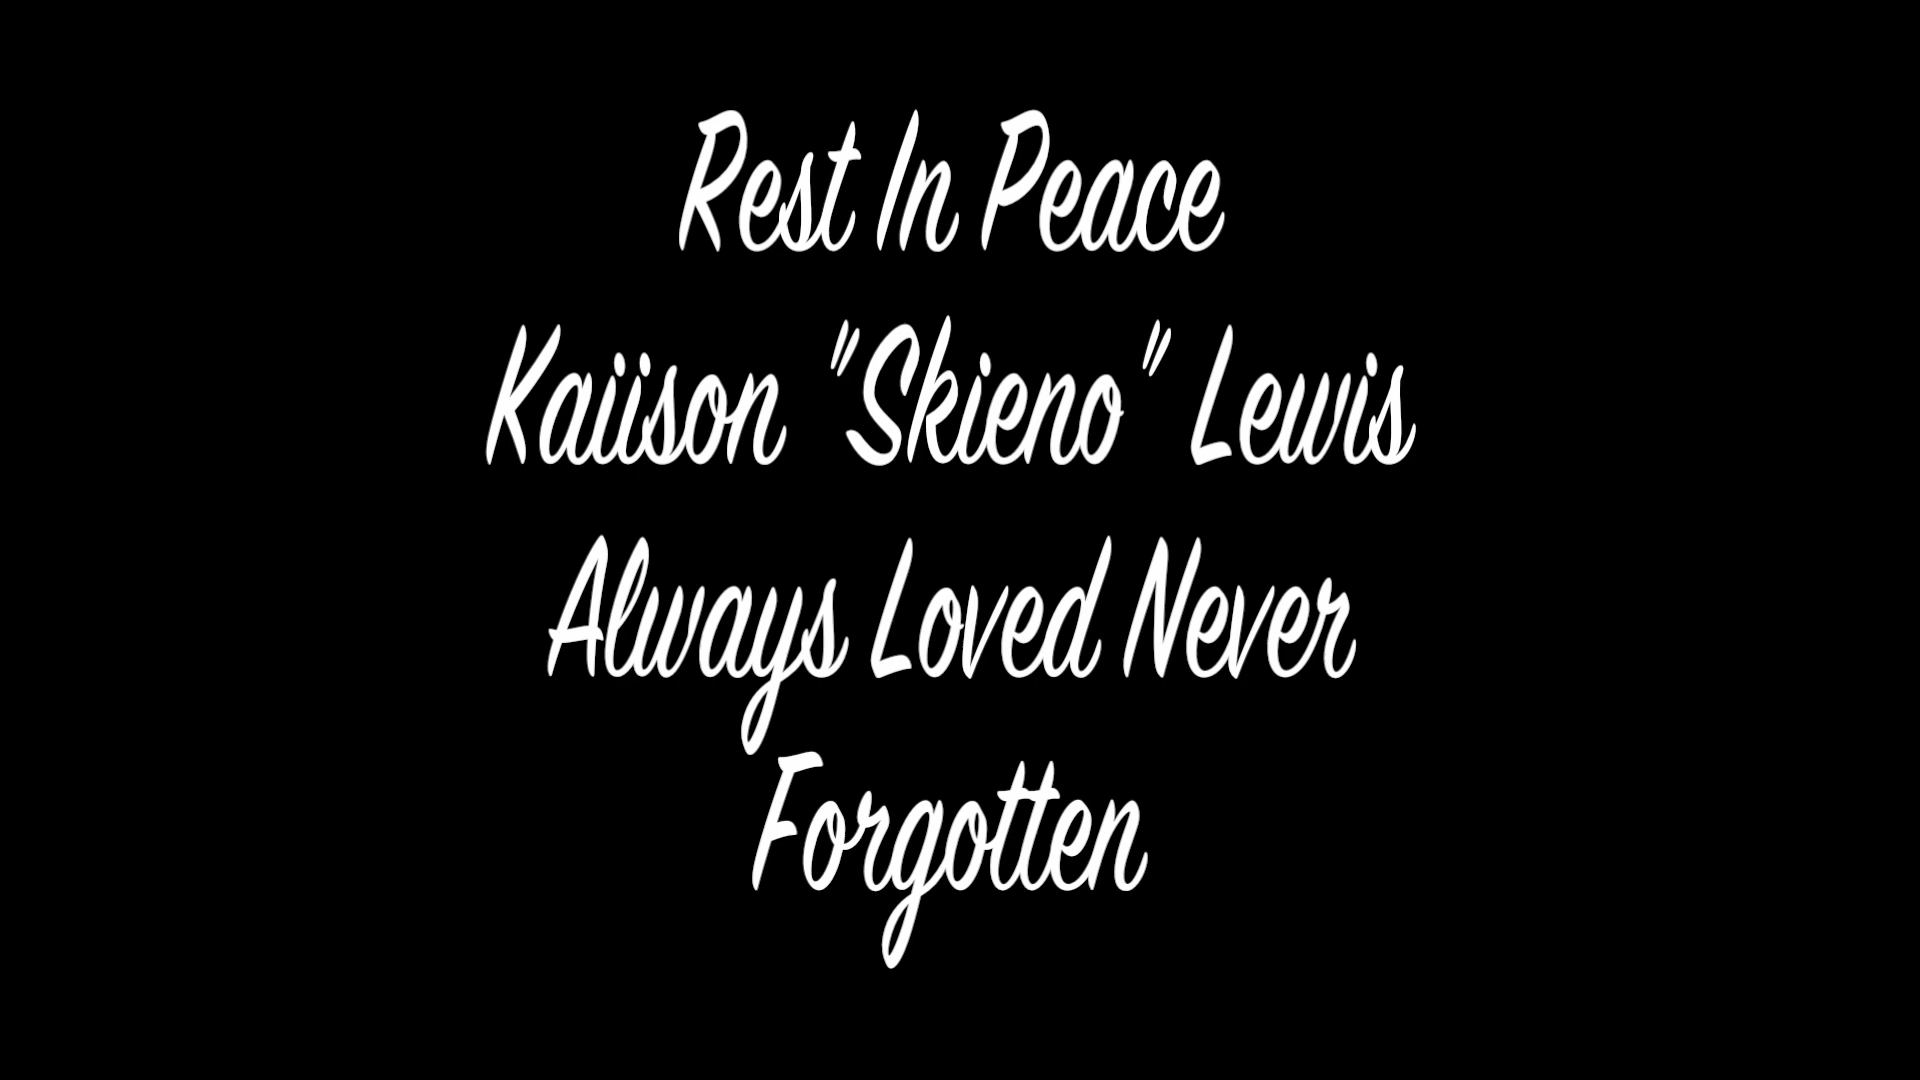 Rest In Peace
Kaiison "Skieno" Lewis
Always Loved Never
Forgotten